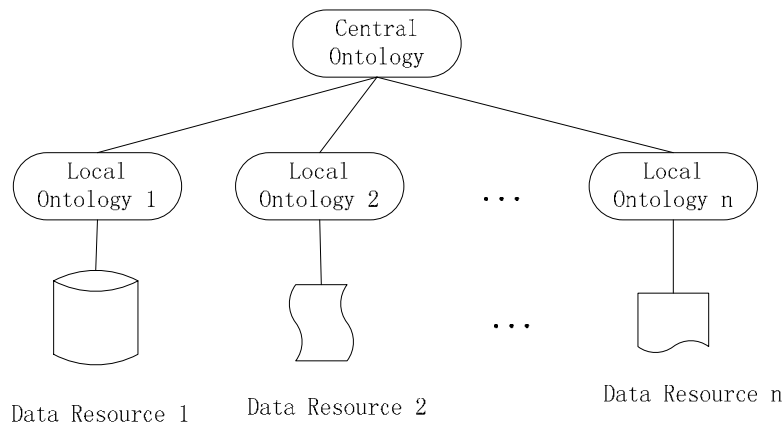 Central
Ontology
Local
Ontology 1
Local
Ontology 2
...
Local
Ontology n
...
Data Resource 1
Data Resource 2
Data Resource n